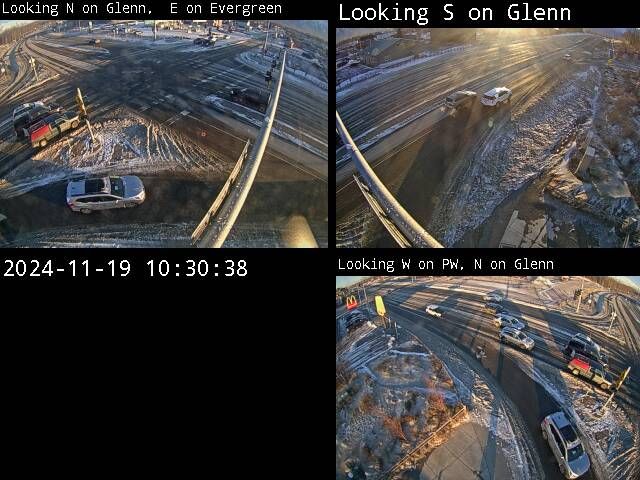 Looking N on Glenn,  E on Evergreen
Looking S on Glenn
2024-11-19 10:30:38
Looking W on PW, N on Glenn